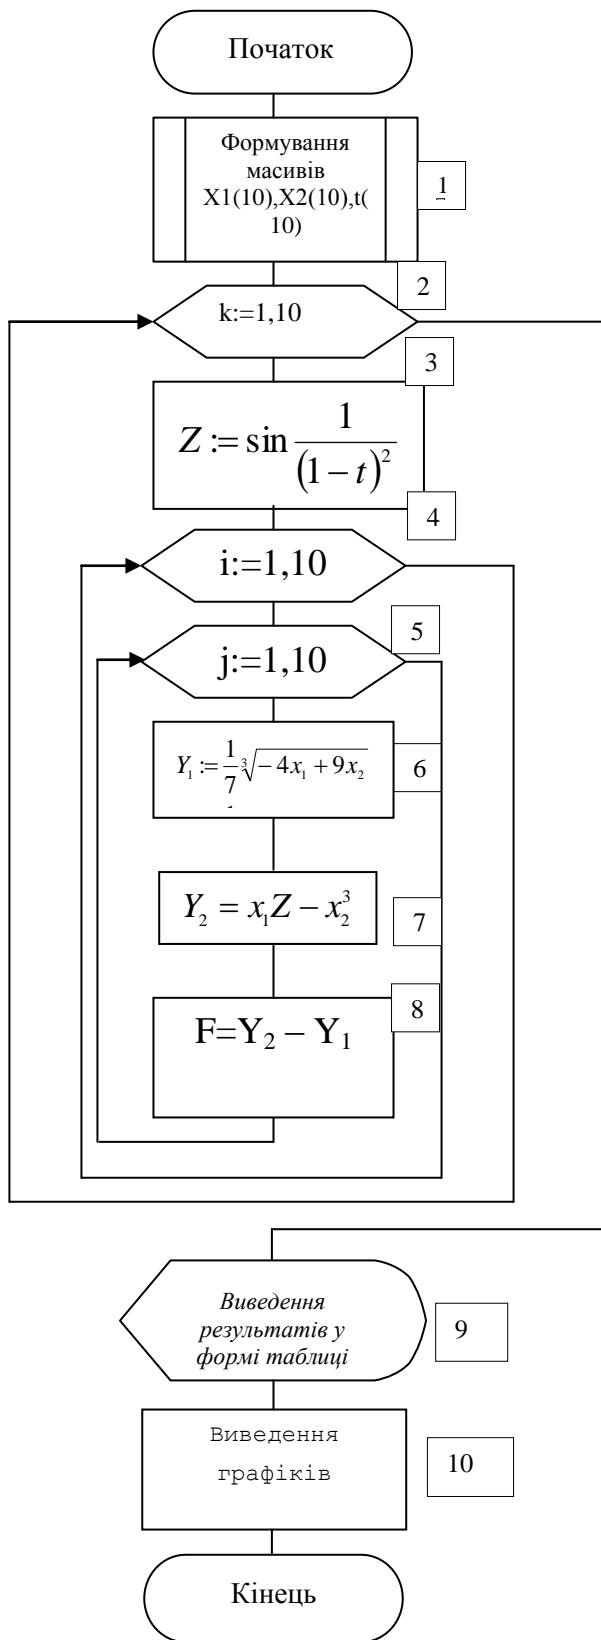 Початок
Формування
масивів
X1(10),X2(10),t(
10)
1
2
k:=1,10
3
Z := sin 1/(1 − t)²
4
i:=1,10
5
j:=1,10
Y₁ := 1/7 ∛(−4x₁ + 9x₂)
6
Y₂ = x₁Z − x₂³
7
8
F=Y₂ – Y₁
Виведення
результатів у
формі таблиці
9
Виведення
графіків
10
Кінець